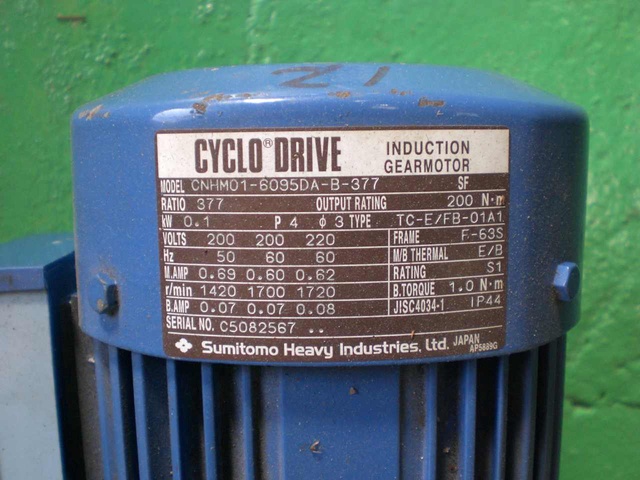 21
CYCLO® DRIVE INDUCTION GEARMOTOR
MODEL CNHM01-6095DA-B-377 SF
RATIO 377 OUTPUT RATING 200 N·m
kW 0.1 P 4 φ 3 TYPE TC-E/FB-01A1
VOLTS 200 200 220 FRAME F-63S
Hz 50 60 60 M/B THERMAL E/B
M.AMP 0.69 0.60 0.62 RATING S1
r/min 1420 1700 1720 B.TORQUE 1.0 N·m
B.AMP 0.07 0.07 0.08 JISC4034-1 IP44
SERIAL NO. C5082567 ..
Sumitomo Heavy Industries, Ltd. JAPAN
AP5889G